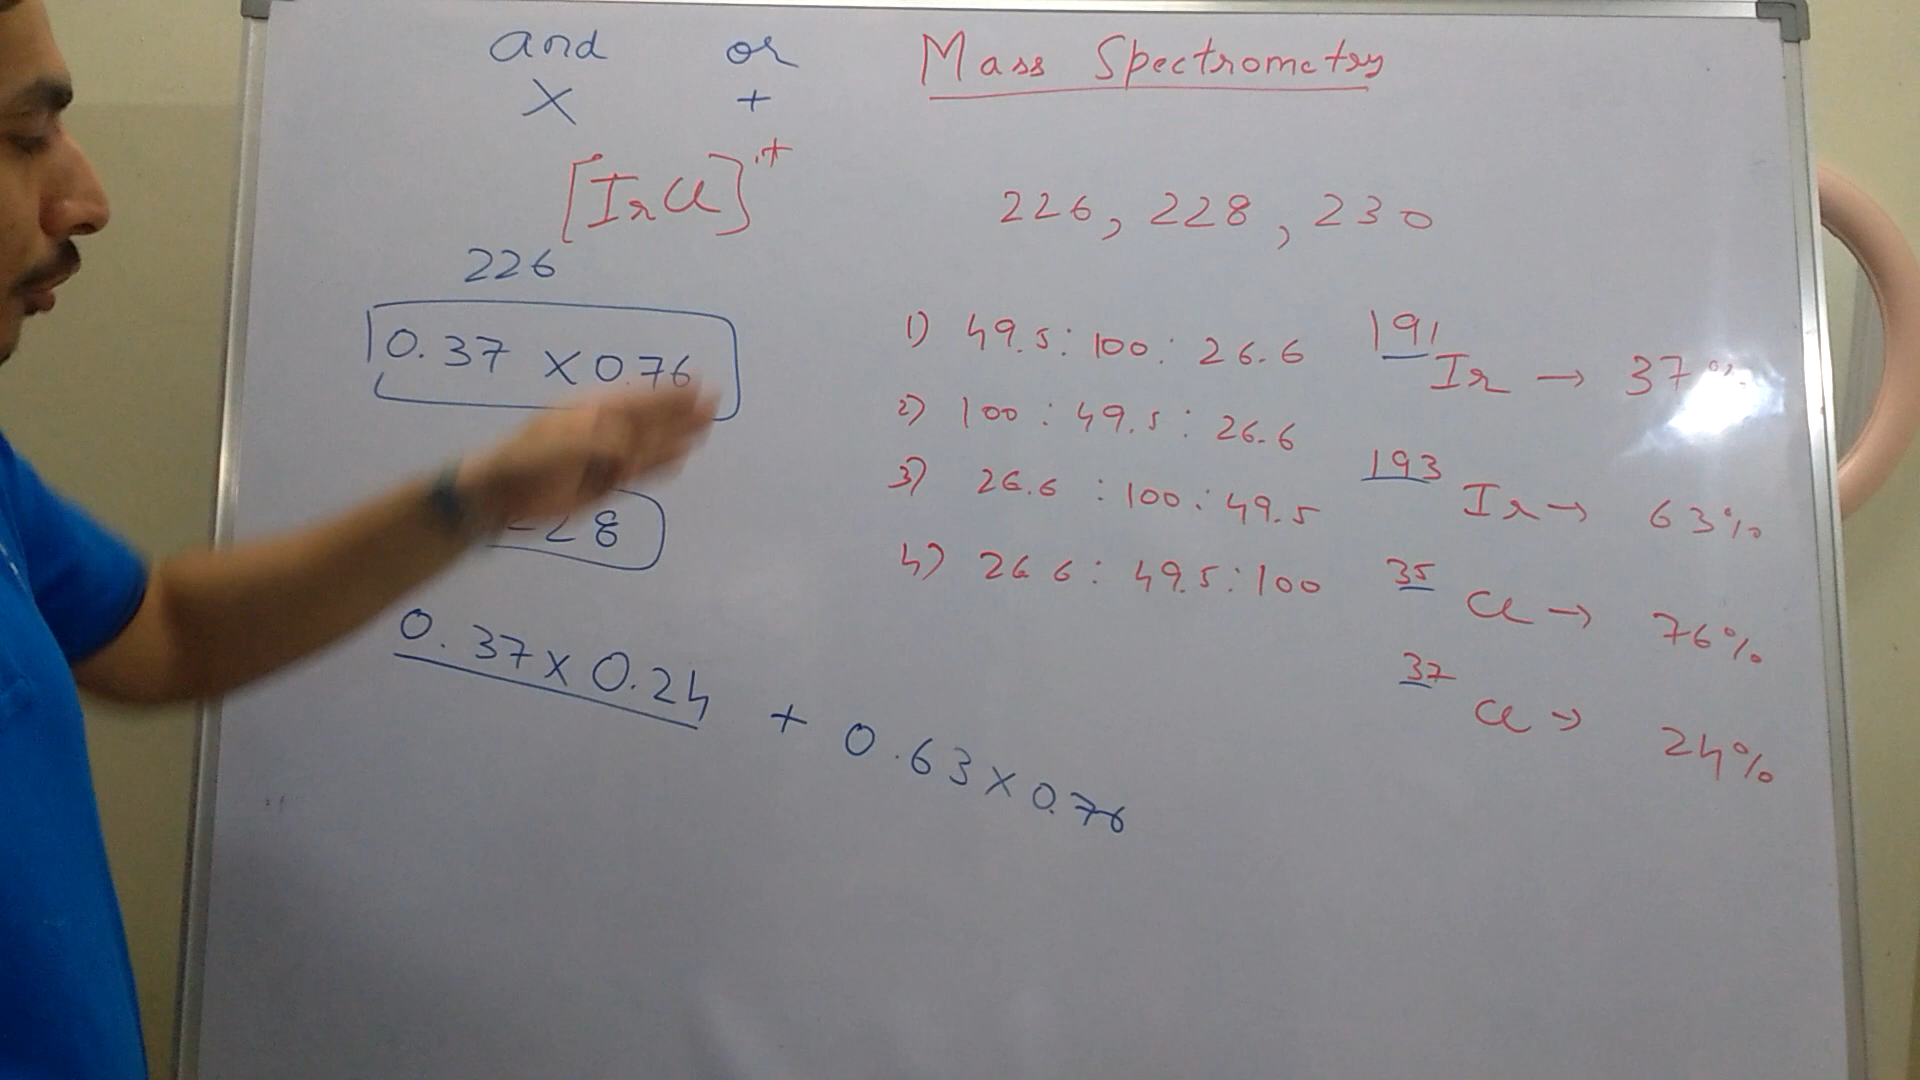 and or
× +
Mass Spectrometry
[IrCl].+
226, 228, 230
226
0.37 × 0.76
28
0.37 × 0.24 + 0.63 × 0.76
1) 49.5 : 100 : 26.6
2) 100 : 49.5 : 26.6
3) 26.6 : 100 : 49.5
4) 26 6 : 49.5 : 100
191 Ir → 37%
193 Ir → 63%
35 Cl → 76%
37 Cl → 24%